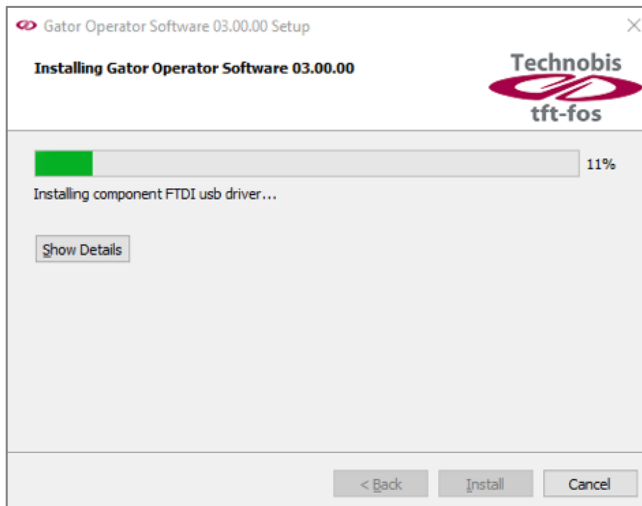 Gator Operator Software 03.00.00 Setup
Installing Gator Operator Software 03.00.00
Technobis
tft-fos
11%
Installing component FTDI usb driver...
Show Details
< Back
Install
Cancel